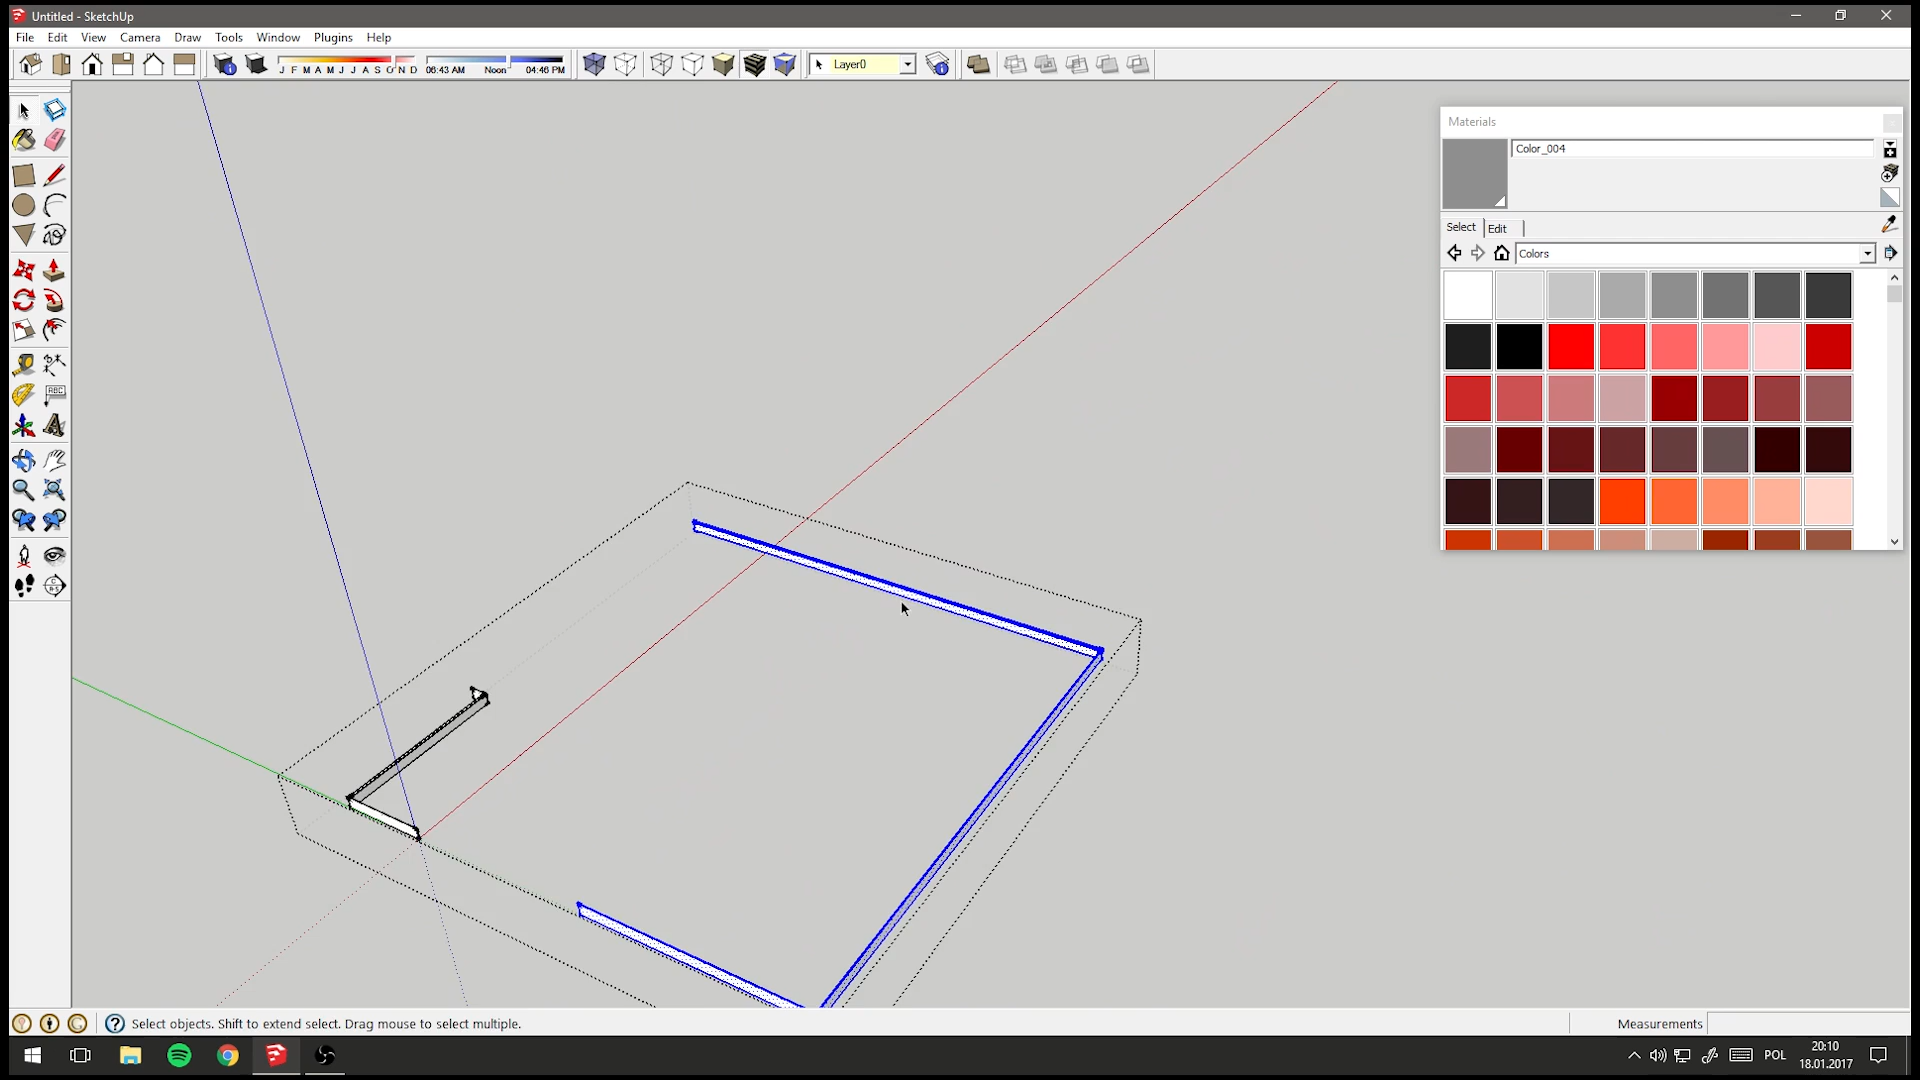 Untitled - SketchUp
File Edit View Camera Draw Tools Window Plugins Help
J F M A M J J A S O N D 06:43 AM Noon 04:46 PM Layer0
Materials
Color_004
Select Edit
Colors
ABC
Select objects. Shift to extend select. Drag mouse to select multiple.
Measurements
POL
20:10
18.01.2017